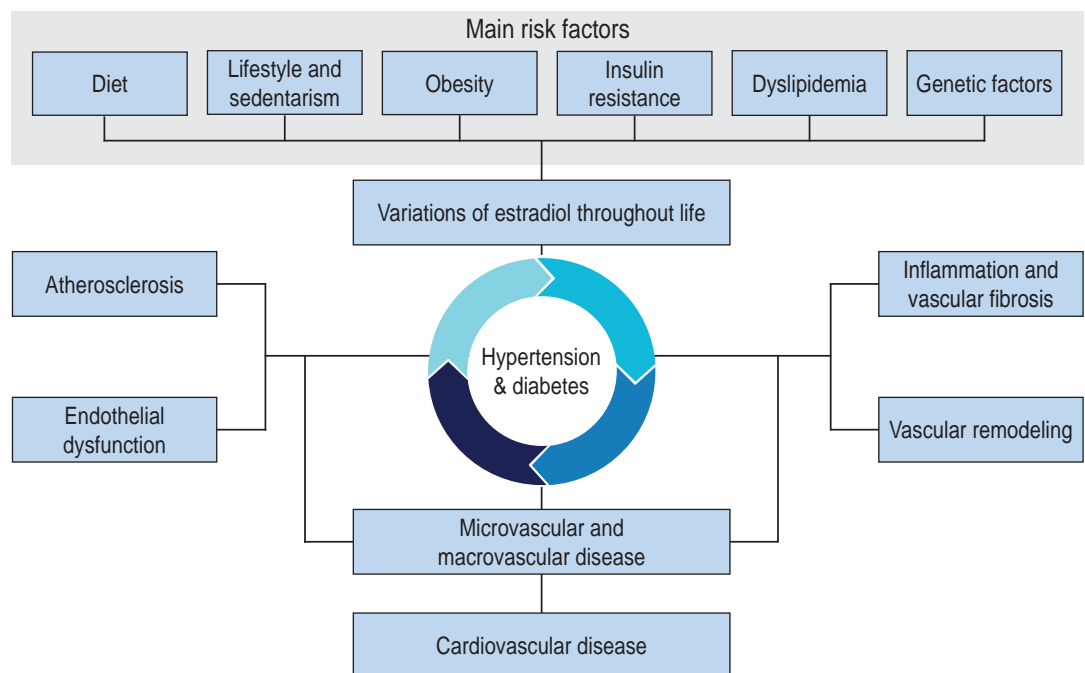 Main risk factors
Diet
Lifestyle and
sedentarism
Obesity
Insulin
resistance
Dyslipidemia
Genetic factors
Variations of estradiol throughout life
Atherosclerosis
Inflammation and
vascular fibrosis
Hypertension
& diabetes
Endothelial
dysfunction
Vascular remodeling
Microvascular and
macrovascular disease
Cardiovascular disease